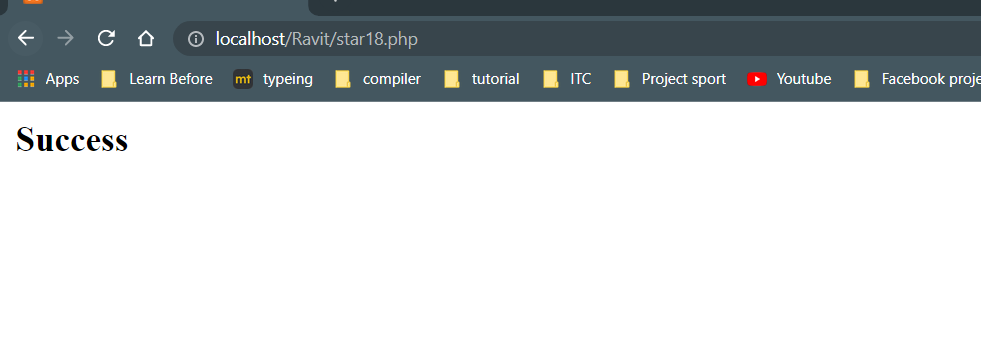 localhost/Ravit/star18.php
Apps Learn Before mt typeing compiler tutorial ITC Project sport Youtube Facebook proje
Success